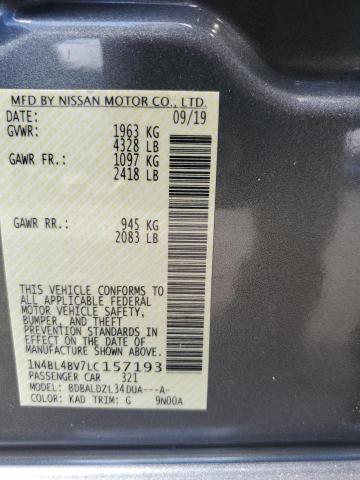 MFD BY NISSAN MOTOR CO., LTD.
DATE: 09/19
GVWR: 1963 KG
4328 LB
GAWR FR.: 1097 KG
2418 LB
GAWR RR.: 945 KG
2083 LB
THIS VEHICLE CONFORMS TO
ALL APPLICABLE FEDERAL
MOTOR VEHICLE SAFETY,
BUMPER, AND THEFT
PREVENTION STANDARDS IN
EFFECT ON THE DATE OF
MANUFACTURE SHOWN ABOVE.
1N4BL4BV7LC157193
PASSENGER CAR 321
MODEL: BDBALDZL34DUA---A-
COLOR: KAD TRIM: G 9N00A